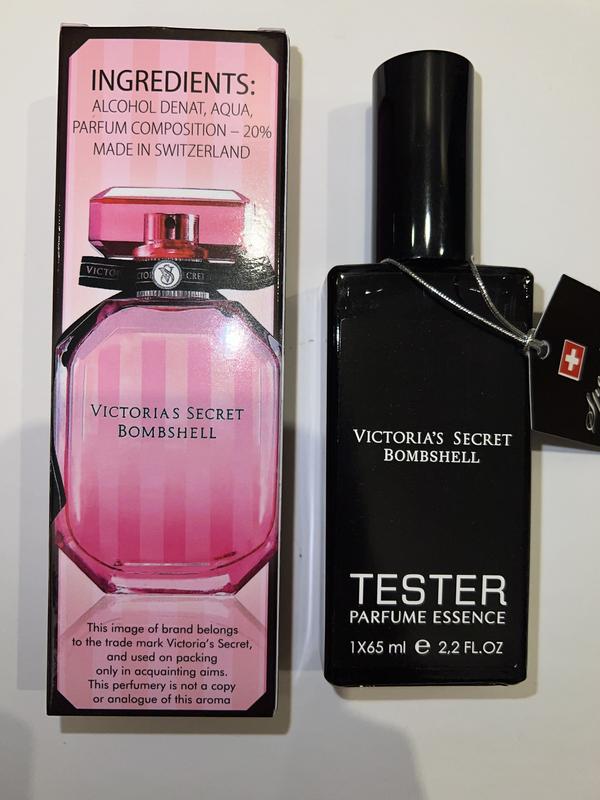 INGREDIENTS:
ALCOHOL DENAT, AQUA,
PARFUM COMPOSITION – 20%
MADE IN SWITZERLAND
VICTORIAS SECRET
BOMBSHELL
This image of brand belongs
to the trade mark Victoria's Secret,
and used on packing
only in acquainting aims.
This perfumery is not a copy
or analogue of this aroma
VICTORIA'S SECRET
BOMBSHELL
TESTER
PARFUME ESSENCE
1X65 ml e 2,2 FL.OZ